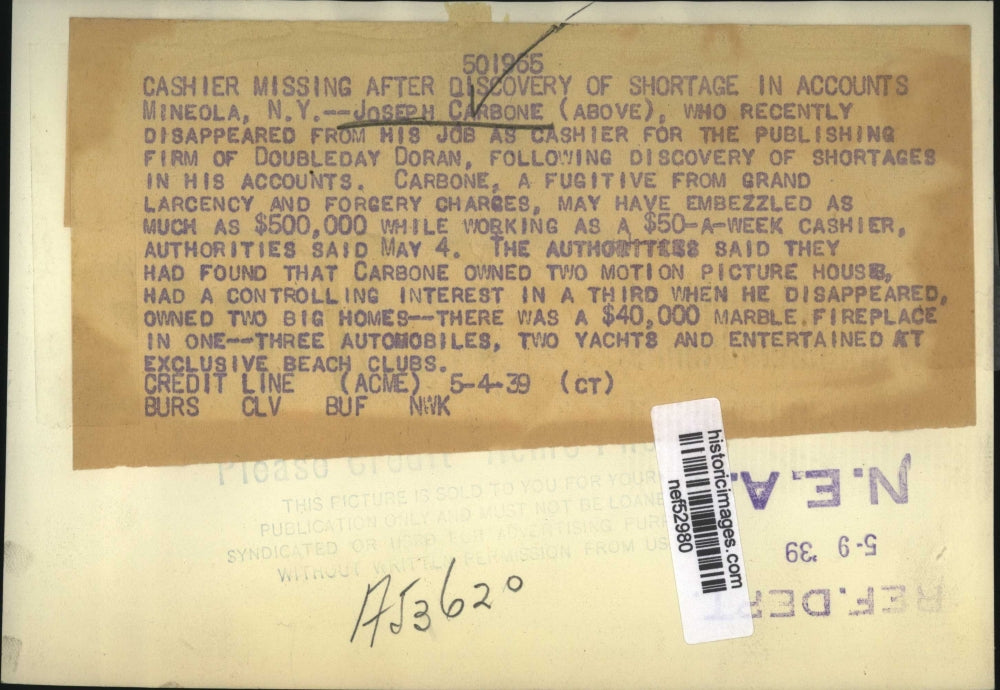 501965
CASHIER MISSING AFTER DISCOVERY OF SHORTAGE IN ACCOUNTS
MINEOLA, N.Y.--JOSEPH CARBONE (ABOVE), WHO RECENTLY
DISAPPEARED FROM HIS JOB AS CASHIER FOR THE PUBLISHING
FIRM OF DOUBLEDAY DORAN, FOLLOWING DISCOVERY OF SHORTAGES
IN HIS ACCOUNTS. CARBONE, A FUGITIVE FROM GRAND
LARCENCY AND FORGERY CHARGES, MAY HAVE EMBEZZLED AS
MUCH AS $500,000 WHILE WORKING AS A $50-A-WEEK CASHIER,
AUTHORITIES SAID MAY 4. THE AUTHORITIES SAID THEY
HAD FOUND THAT CARBONE OWNED TWO MOTION PICTURE HOUSE,
HAD A CONTROLLING INTEREST IN A THIRD WHEN HE DISAPPEARED,
OWNED TWO BIG HOMES--THERE WAS A $40,000 MARBLE FIREPLACE
IN ONE--THREE AUTOMOBILES, TWO YACHTS AND ENTERTAINED AT
EXCLUSIVE BEACH CLUBS.
CREDIT LINE (ACME) 5-4-39 (CT)
BURS CLV BUF NWK
Please Credit
THIS PICTURE IS SOLD TO YOU FOR YOUR
PUBLICATION ONLY AND MUST NOT BE LOANED
SYNDICATED OR USED FOR ADVERTISING
WITHOUT WRITTEN PERMISSION FROM US
historicimages.com
nef52980
N.E.A.
5-9 '39
REF. DEPT
AJ3620